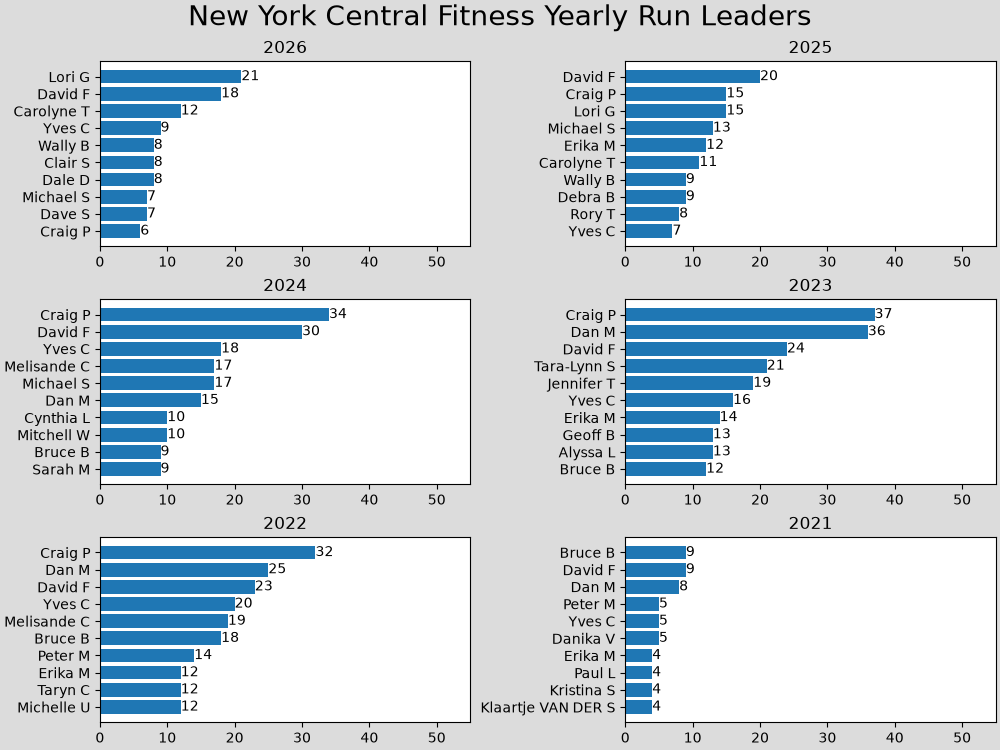 New York Central Fitness Yearly Run Leaders
2026
Lori G 21
David F 18
Carolyne T 12
Yves C 9
Wally B 8
Clair S 8
Dale D 8
Michael S 7
Dave S 7
Craig P 6
0 10 20 30 40 50
2025
David F 20
Craig P 15
Lori G 15
Michael S 13
Erika M 12
Carolyne T 11
Wally B 9
Debra B 9
Rory T 8
Yves C 7
0 10 20 30 40 50
2024
Craig P 34
David F 30
Yves C 18
Melisande C 17
Michael S 17
Dan M 15
Cynthia L 10
Mitchell W 10
Bruce B 9
Sarah M 9
0 10 20 30 40 50
2023
Craig P 37
Dan M 36
David F 24
Tara-Lynn S 21
Jennifer T 19
Yves C 16
Erika M 14
Geoff B 13
Alyssa L 13
Bruce B 12
0 10 20 30 40 50
2022
Craig P 32
Dan M 25
David F 23
Yves C 20
Melisande C 19
Bruce B 18
Peter M 14
Erika M 12
Taryn C 12
Michelle U 12
0 10 20 30 40 50
2021
Bruce B 9
David F 9
Dan M 8
Peter M 5
Yves C 5
Danika V 5
Erika M 4
Paul L 4
Kristina S 4
Klaartje VAN DER S 4
0 10 20 30 40 50